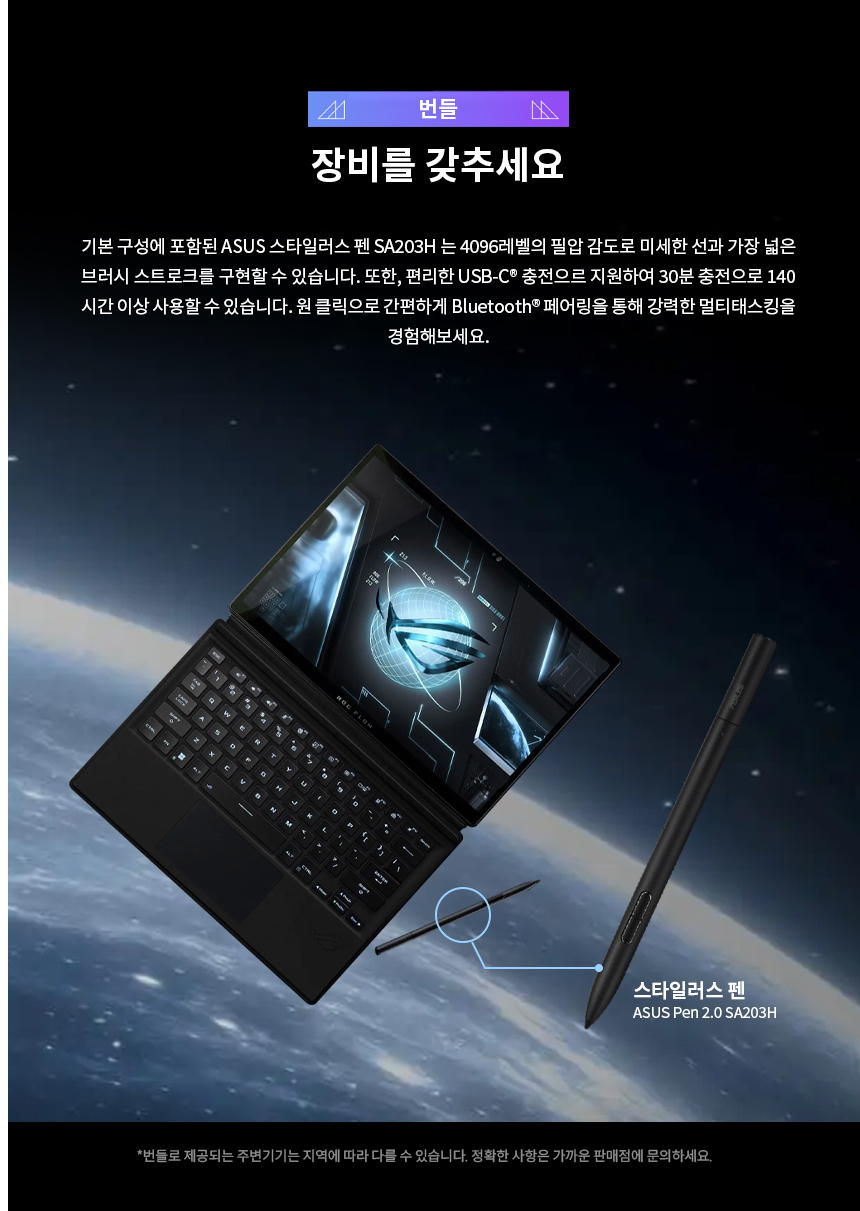 번들
장비를 갖추세요
기본 구성에 포함된 ASUS 스타일러스 펜 SA203H 는 4096레벨의 필압 감도로 미세한 선과 가장 넓은
브러시 스트로크를 구현할 수 있습니다. 또한, 편리한 USB-C® 충전으르 지원하여 30분 충전으로 140
시간 이상 사용할 수 있습니다. 원 클릭으로 간편하게 Bluetooth® 페어링을 통해 강력한 멀티태스킹을
경험해보세요.
ROG FLOW
스타일러스 펜
ASUS Pen 2.0 SA203H
*번들로 제공되는 주변기기는 지역에 따라 다를 수 있습니다. 정확한 사항은 가까운 판매점에 문의하세요.